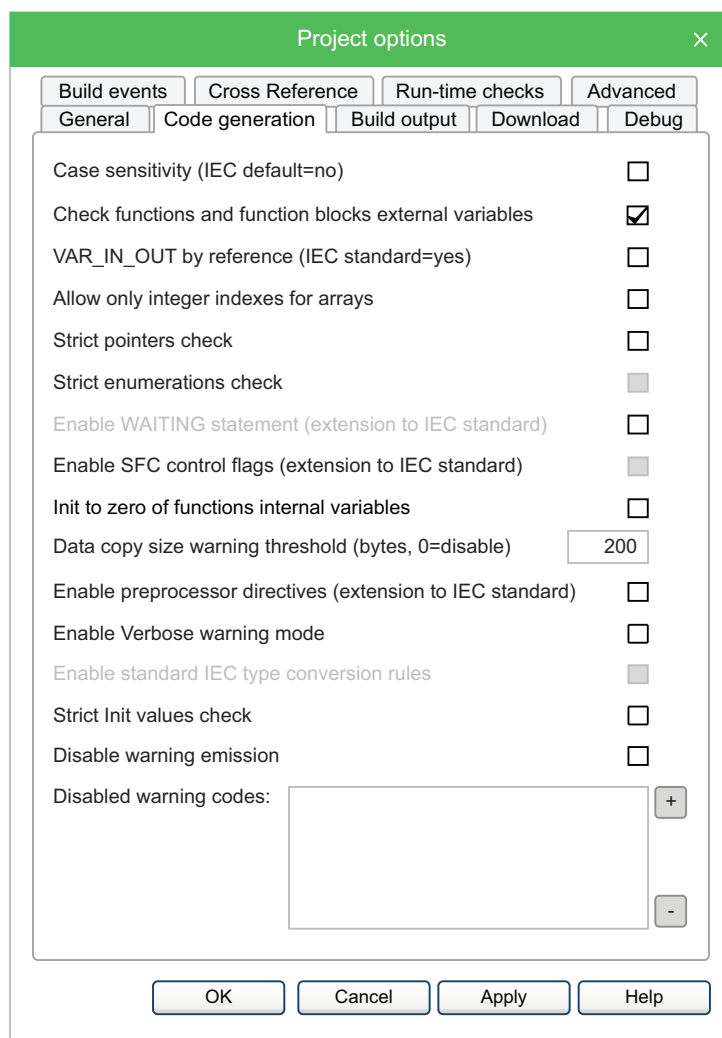 Project options
Build events Cross Reference Run-time checks Advanced
General Code generation Build output Download Debug
Case sensitivity (IEC default=no)
Check functions and function blocks external variables
VAR_IN_OUT by reference (IEC standard=yes)
Allow only integer indexes for arrays
Strict pointers check
Strict enumerations check
Enable WAITING statement (extension to IEC standard)
Enable SFC control flags (extension to IEC standard)
Init to zero of functions internal variables
Data copy size warning threshold (bytes, 0=disable) 200
Enable preprocessor directives (extension to IEC standard)
Enable Verbose warning mode
Enable standard IEC type conversion rules
Strict Init values check
Disable warning emission
Disabled warning codes: +
-
OK Cancel Apply Help